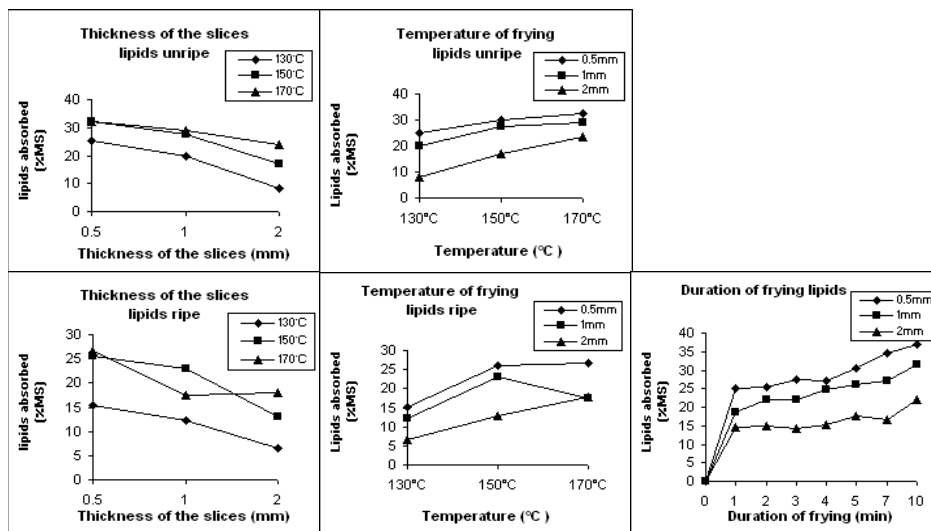 Thickness of the slices
lipids unripe
130°C
150°C
170°C
lipids absorbed
(%MS)
40
30
20
10
0
0.5
1
2
Thickness of the slices (mm)
Temperature of frying
lipids unripe
0.5mm
1mm
2mm
Lipids absorbed
(%MS)
40
30
20
10
0
130°C
150°C
170°C
Temperature (°C )
Thickness of the slices
lipids ripe
130°C
150°C
170°C
lipids absorbed
(%MS)
30
25
20
15
10
5
0
0.5
1
2
Thickness of the slices (mm)
Temperature of frying
lipids ripe
0.5mm
1mm
2mm
Lipids absorbed
(%MS)
30
25
20
15
10
5
0
130°C
150°C
170°C
Temperature (°C)
Duration of frying lipids
0.5mm
1mm
2mm
Lipids absorbed
(%MS)
40
35
30
25
20
15
10
5
0
0 1 2 3 4 5 7 10
Duration of frying (min)